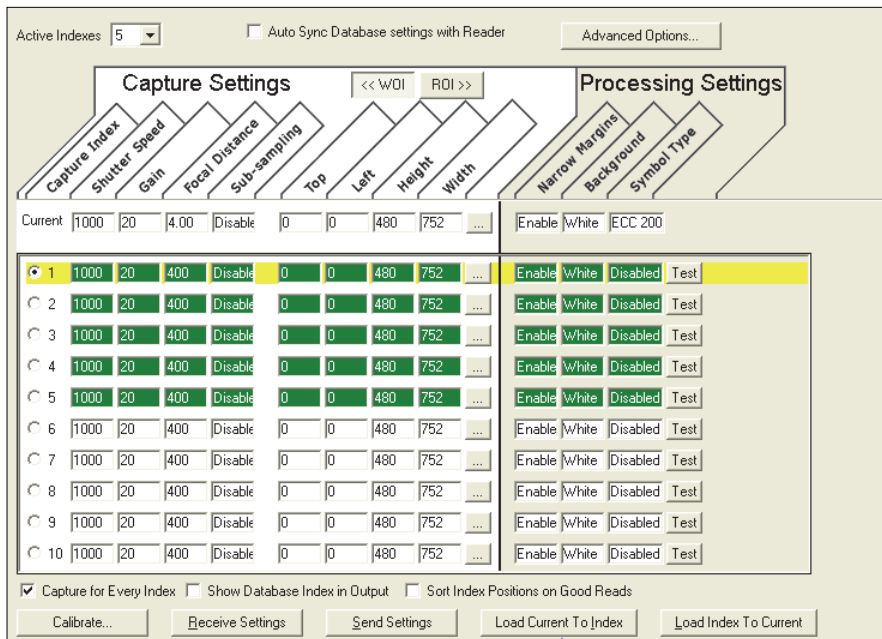 Active Indexes 5 Auto Sync Database settings with Reader Advanced Options...
Capture Settings << WOI ROI >> Processing Settings
Capture Index Shutter Speed Gain Focal Distance Sub-sampling Top Left Height Width Narrow Margins Background Symbol Type
Current 1000 20 4.00 Disable 0 0 480 752 ... Enable White ECC 200
1 1000 20 400 Disable 0 0 480 752 ... Enable White Disabled Test
2 1000 20 400 Disable 0 0 480 752 ... Enable White Disabled Test
3 1000 20 400 Disable 0 0 480 752 ... Enable White Disabled Test
4 1000 20 400 Disable 0 0 480 752 ... Enable White Disabled Test
5 1000 20 400 Disable 0 0 480 752 ... Enable White Disabled Test
6 1000 20 400 Disable 0 0 480 752 ... Enable White Disabled Test
7 1000 20 400 Disable 0 0 480 752 ... Enable White Disabled Test
8 1000 20 400 Disable 0 0 480 752 ... Enable White Disabled Test
9 1000 20 400 Disable 0 0 480 752 ... Enable White Disabled Test
10 1000 20 400 Disable 0 0 480 752 ... Enable White Disabled Test
Capture for Every Index Show Database Index in Output Sort Index Positions on Good Reads
Calibrate... Receive Settings Send Settings Load Current To Index Load Index To Current